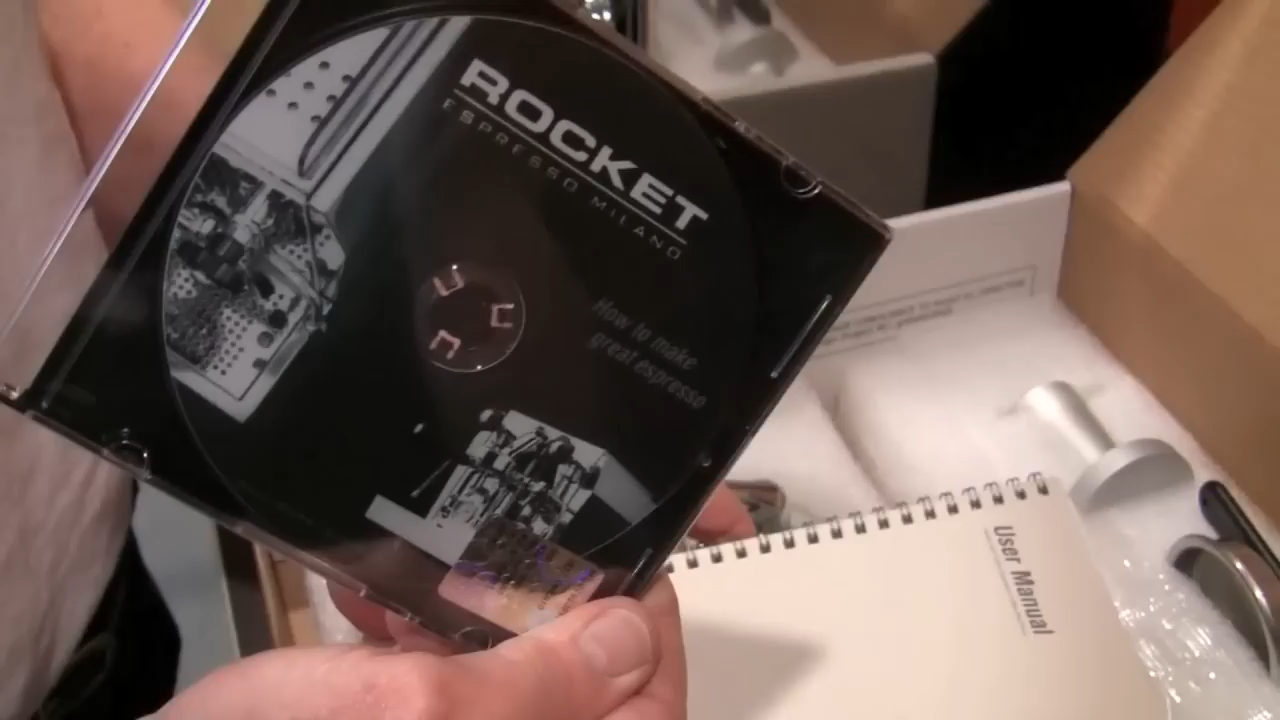 ROCKET
ESPRESSO MILANO
How to make
great espresso
User Manual